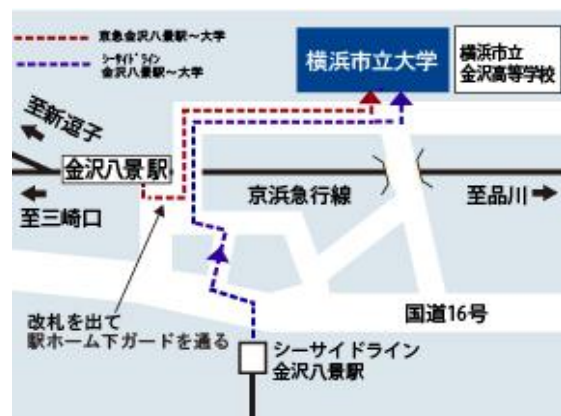 京急金沢八景駅～大学
ｼｰｻｲﾄﾞﾗｲﾝ
金沢八景駅～大学
横浜市立大学
横浜市立
金沢高等学校
至新逗子
金沢八景駅
京浜急行線
至品川
至三崎口
国道16号
改札を出て
駅ホーム下ガードを通る
シーサイドライン
金沢八景駅